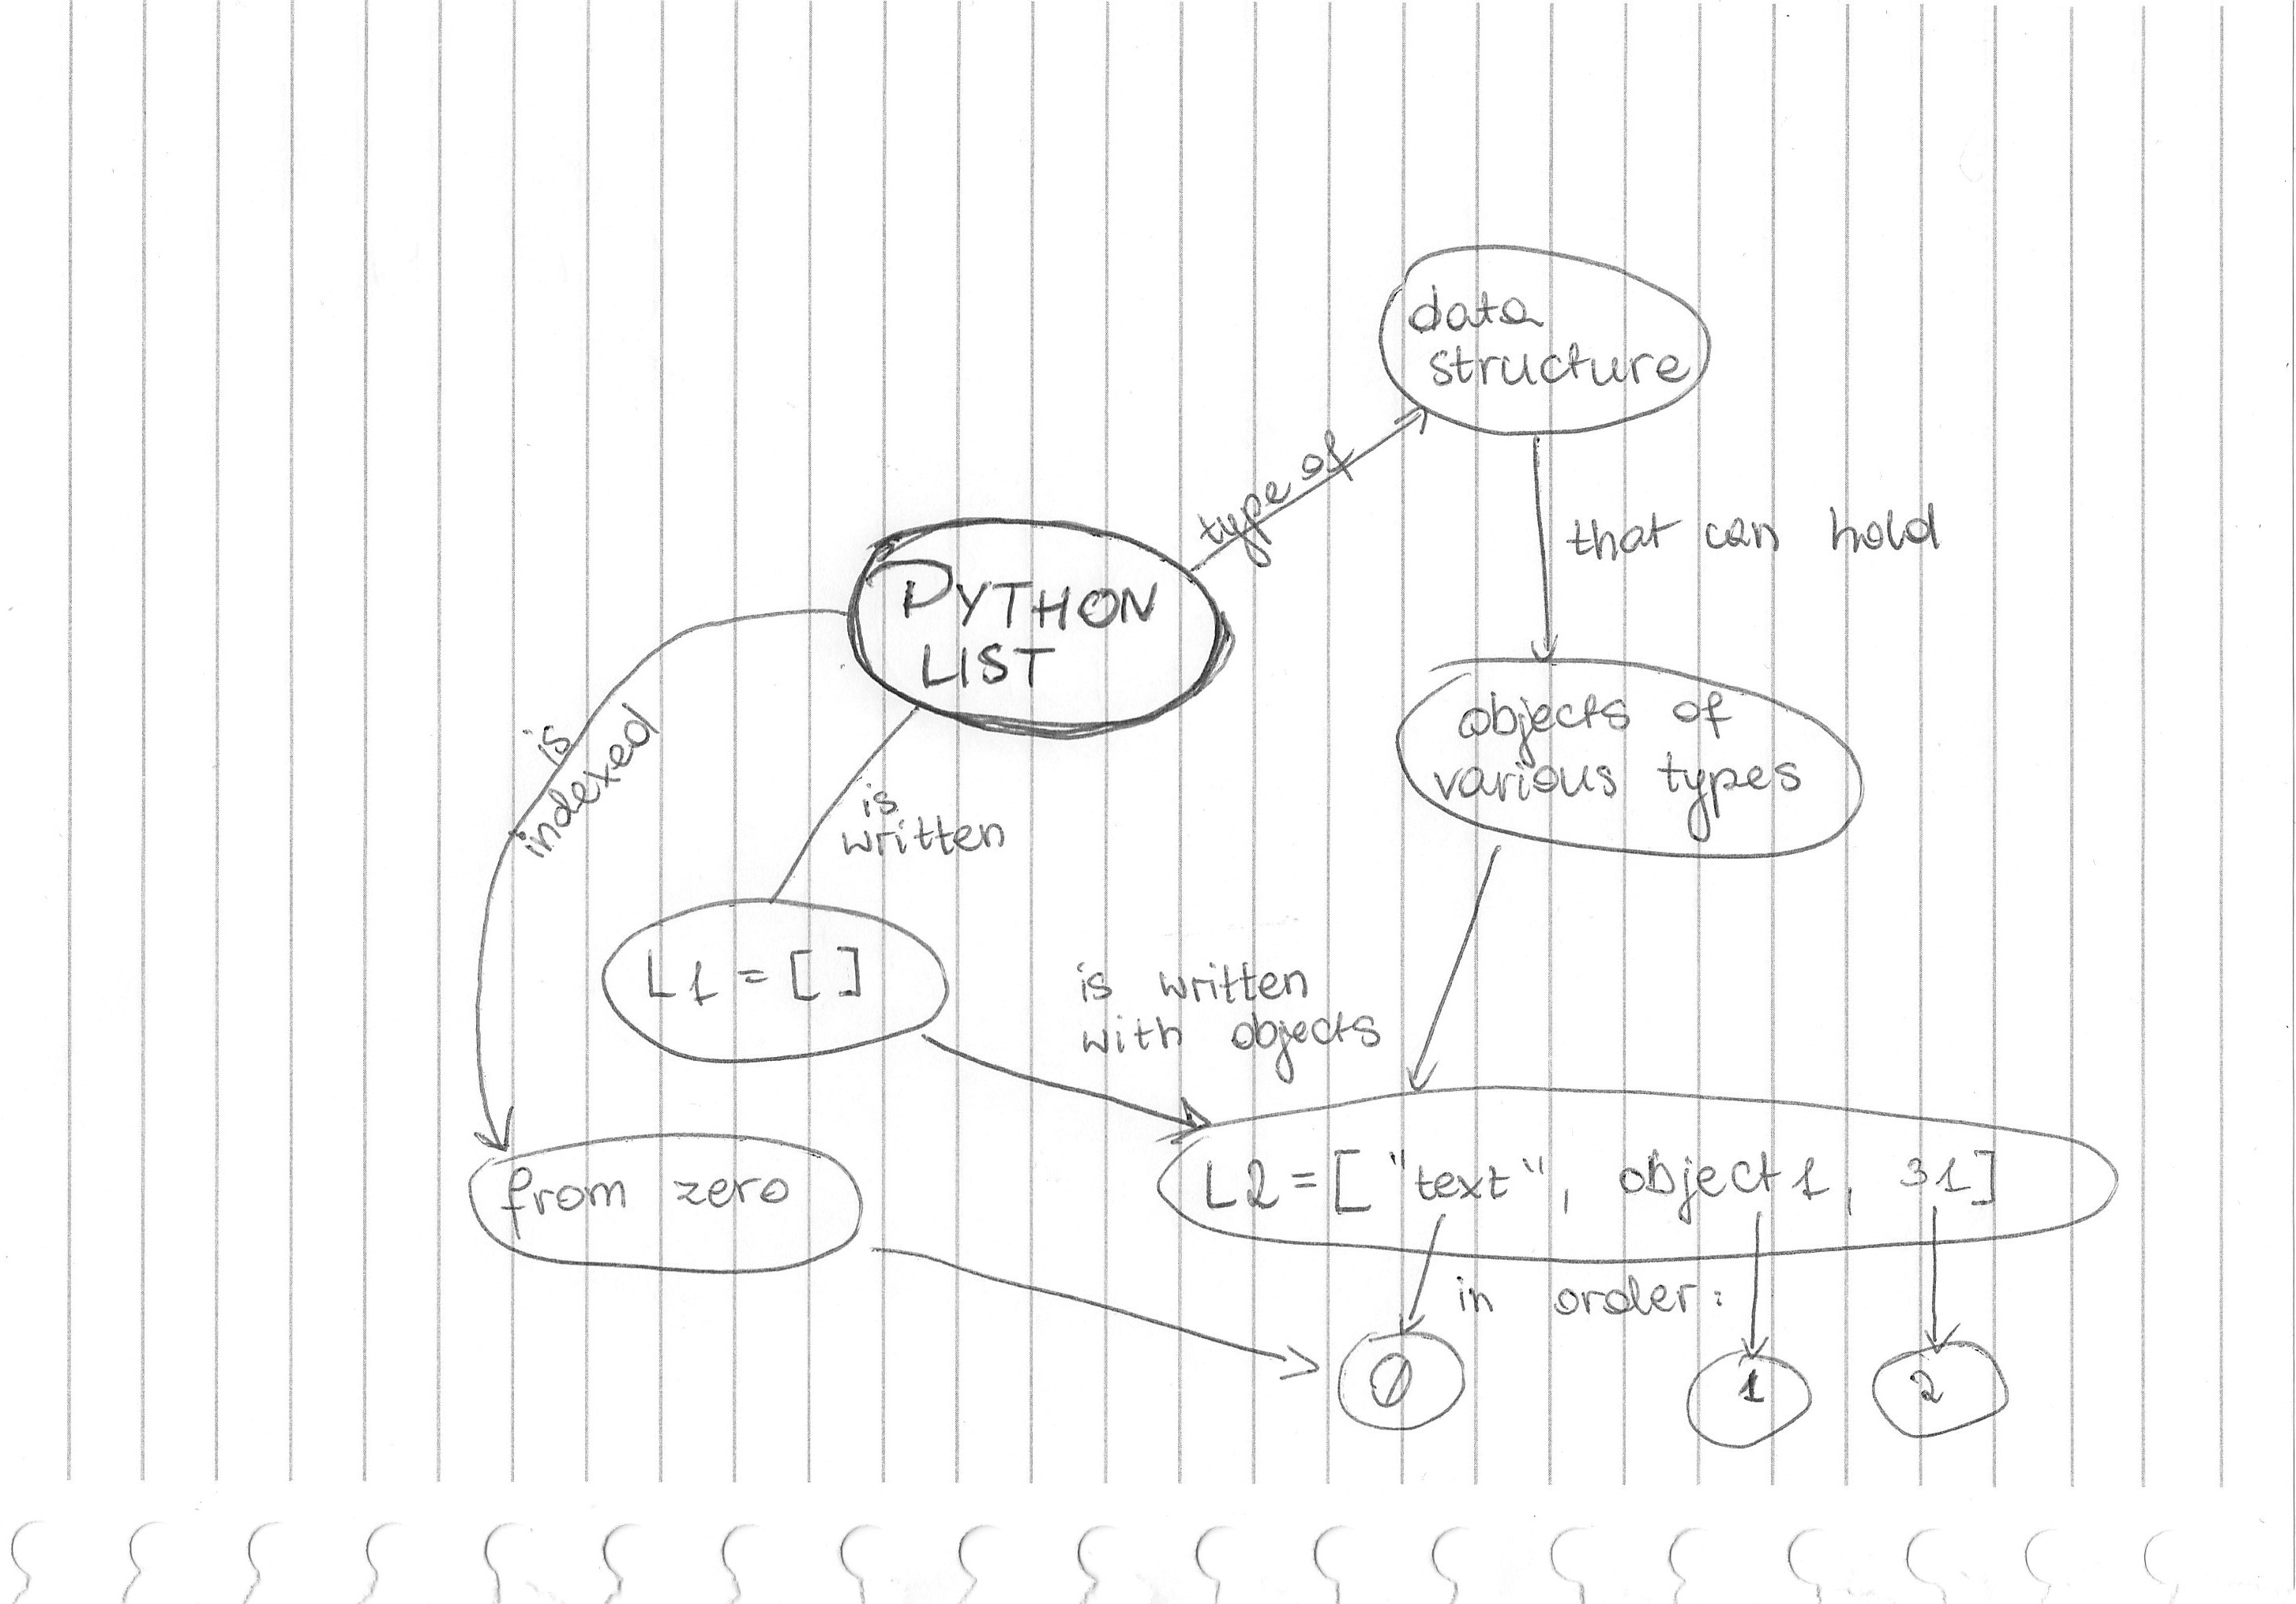 data
structure
type of
that can hold
PYTHON
LIST
objects of
various types
is
indexed
is
written
L1 = [ ]
is written
with objects
from zero
L2 = [ "text", object1, 31]
in order:
0
1
2